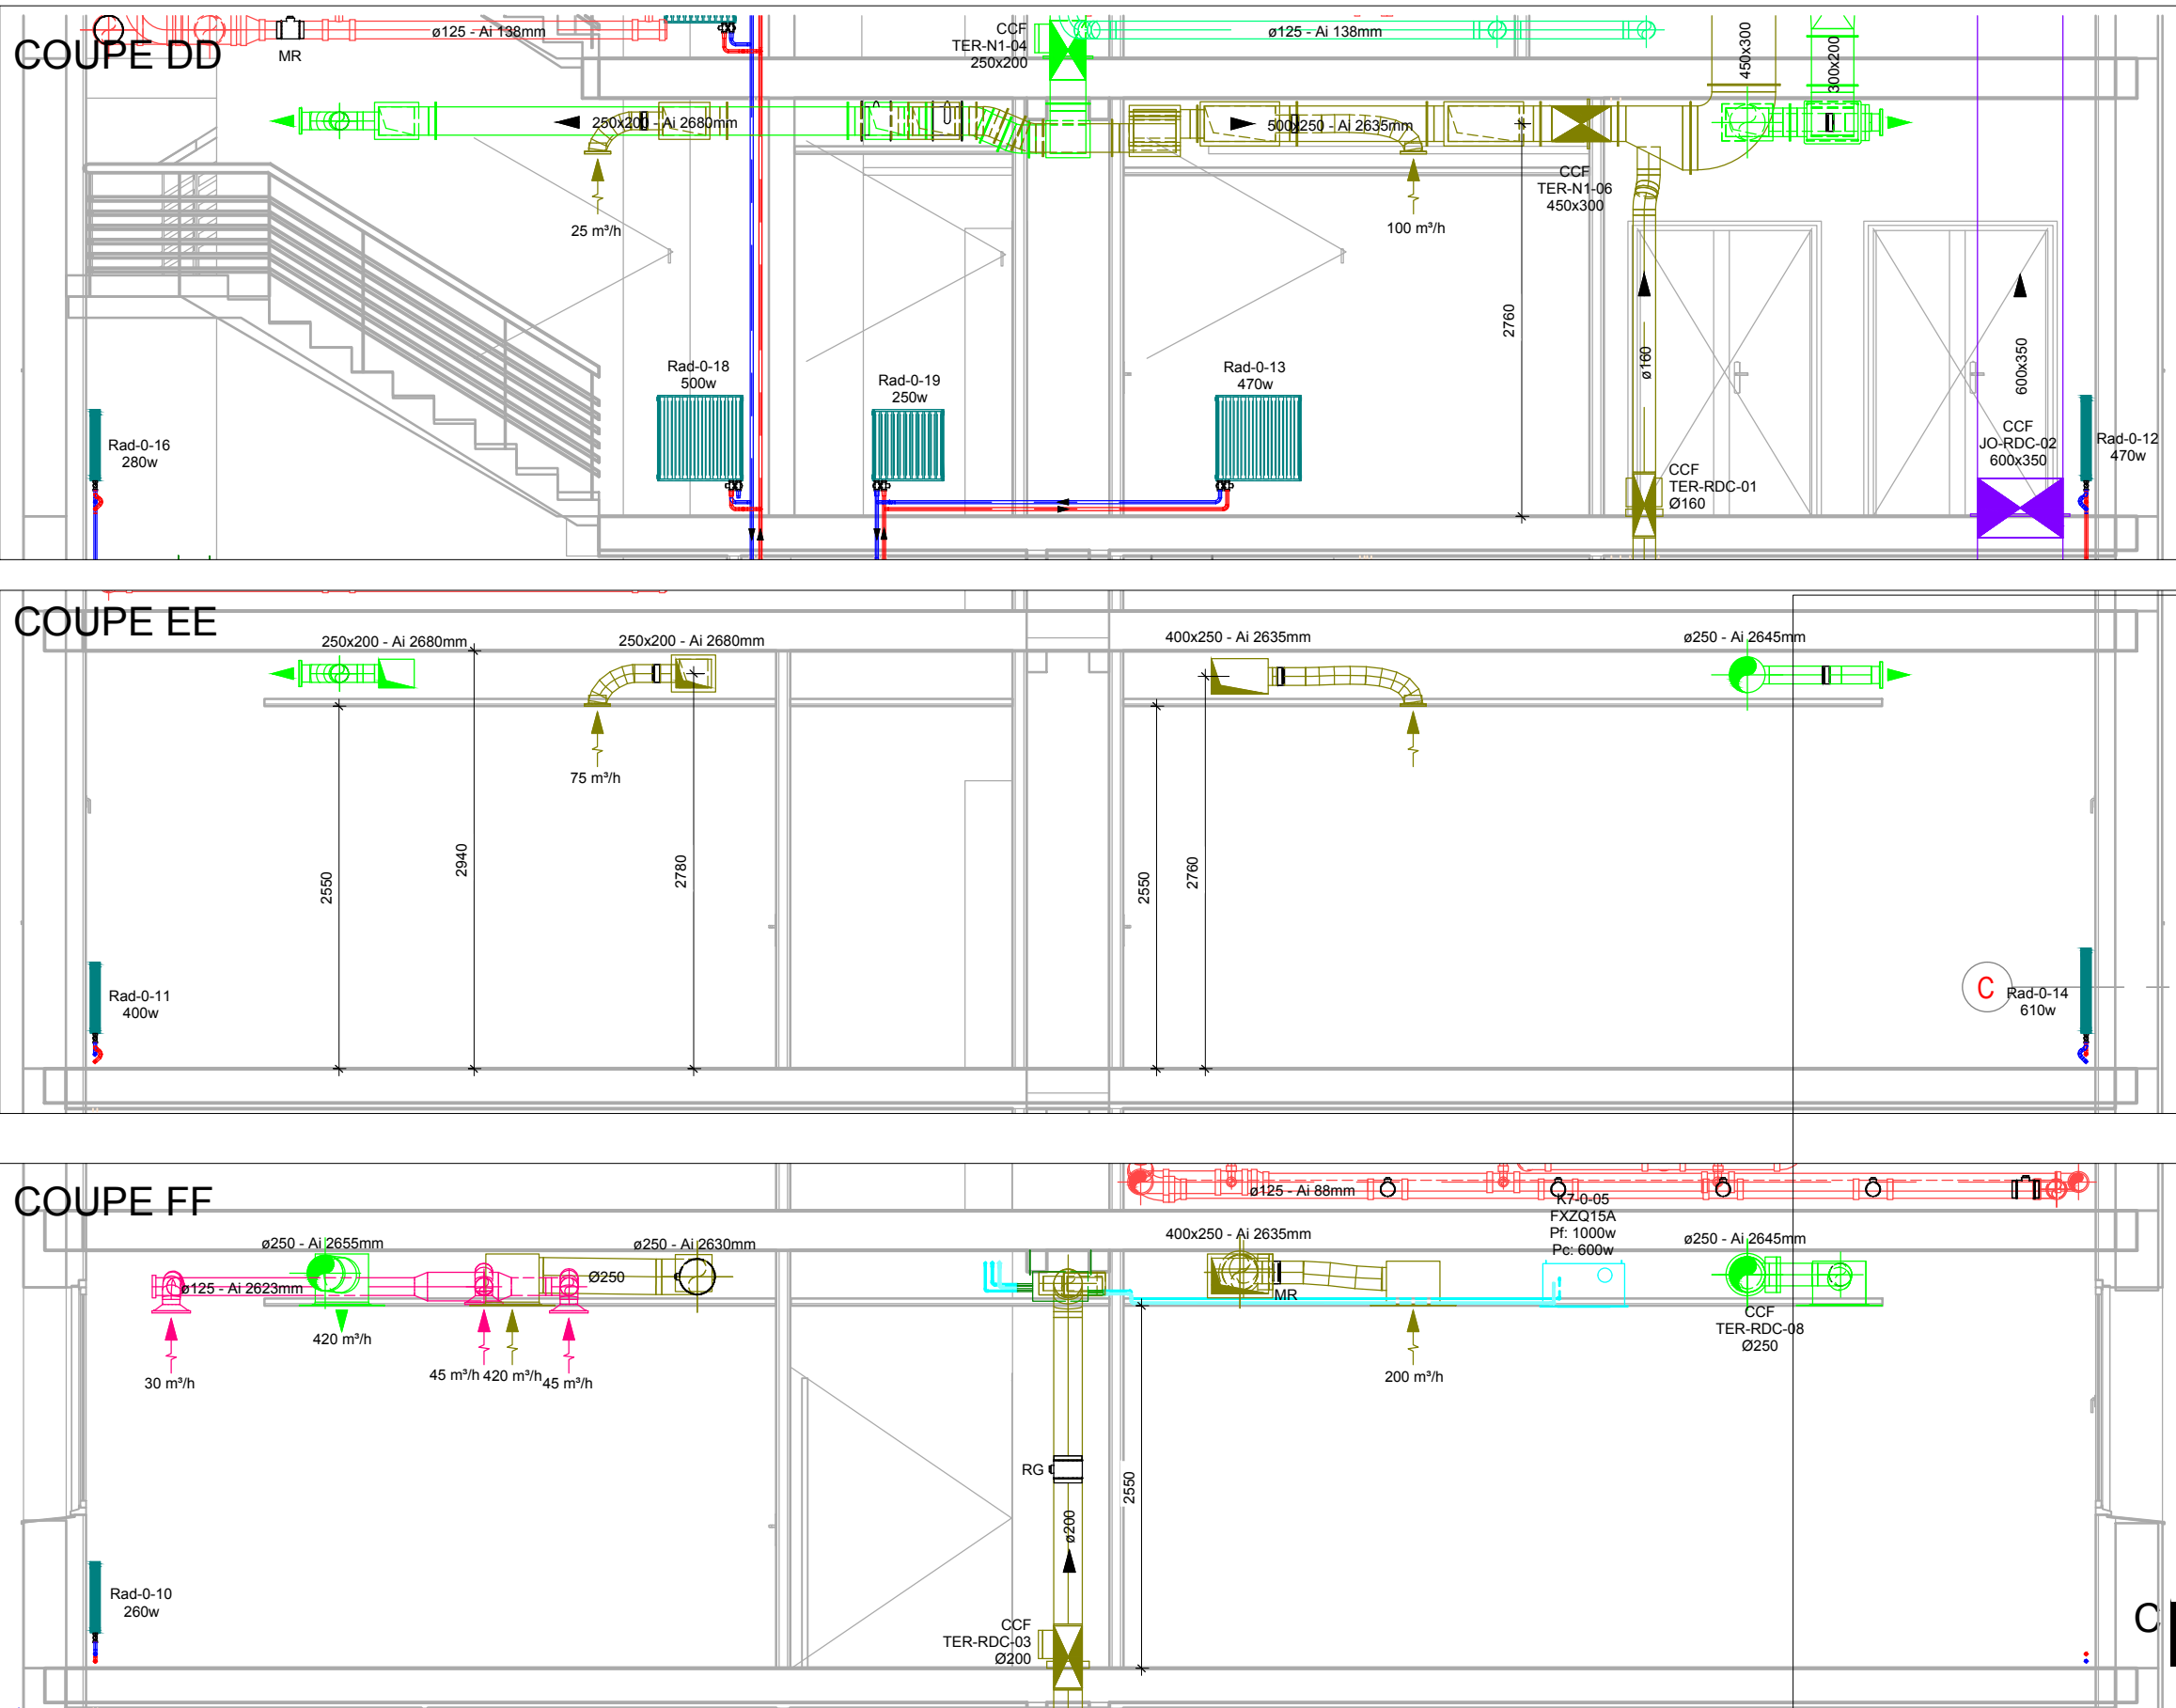 COUPE DD
MR
ø125 - Ai 138mm
CCF
TER-N1-04
250x200
ø125 - Ai 138mm
450x300
300x200
250x200 - Ai 2680mm
500x250 - Ai 2635mm
25 m³/h
100 m³/h
CCF
TER-N1-06
450x300
2760
ø160
600x350
Rad-0-16
280w
Rad-0-18
500w
Rad-0-19
250w
Rad-0-13
470w
CCF
TER-RDC-01
Ø160
CCF
JO-RDC-02
600x350
Rad-0-12
470w
COUPE EE
250x200 - Ai 2680mm
250x200 - Ai 2680mm
400x250 - Ai 2635mm
ø250 - Ai 2645mm
75 m³/h
2550
2940
2780
2550
2760
Rad-0-11
400w
C
Rad-0-14
610w
COUPE FF
ø125 - Ai 88mm
K7-0-05
FXZQ15A
Pf: 1000w
Pc: 600w
ø250 - Ai 2655mm
ø250 - Ai 2630mm
400x250 - Ai 2635mm
ø250 - Ai 2645mm
ø125 - Ai 2623mm
Ø250
MR
CCF
TER-RDC-08
Ø250
420 m³/h
30 m³/h
45 m³/h
420 m³/h
45 m³/h
200 m³/h
RG
2550
ø200
Rad-0-10
260w
CCF
TER-RDC-03
Ø200
C